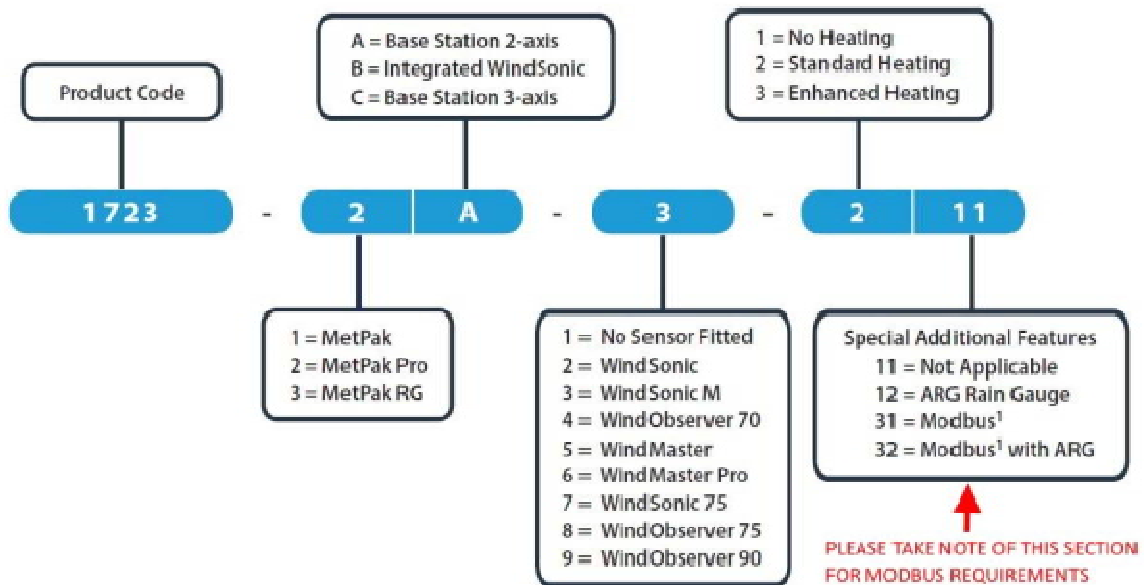 A = Base Station 2-axis
B = Integrated WindSonic
C = Base Station 3-axis
1 = No Heating
2 = Standard Heating
3 = Enhanced Heating
Product Code
1723 - 2 A - 3 - 2 11
1 = MetPak
2 = MetPak Pro
3 = MetPak RG
1 = No Sensor Fitted
2 = WindSonic
3 = WindSonic M
4 = WindObserver 70
5 = WindMaster
6 = WindMaster Pro
7 = WindSonic 75
8 = WindObserver 75
9 = WindObserver 90
Special Additional Features
11 = Not Applicable
12 = ARG Rain Gauge
31 = Modbus¹
32 = Modbus¹ with ARG
PLEASE TAKE NOTE OF THIS SECTION
FOR MODBUS REQUIREMENTS